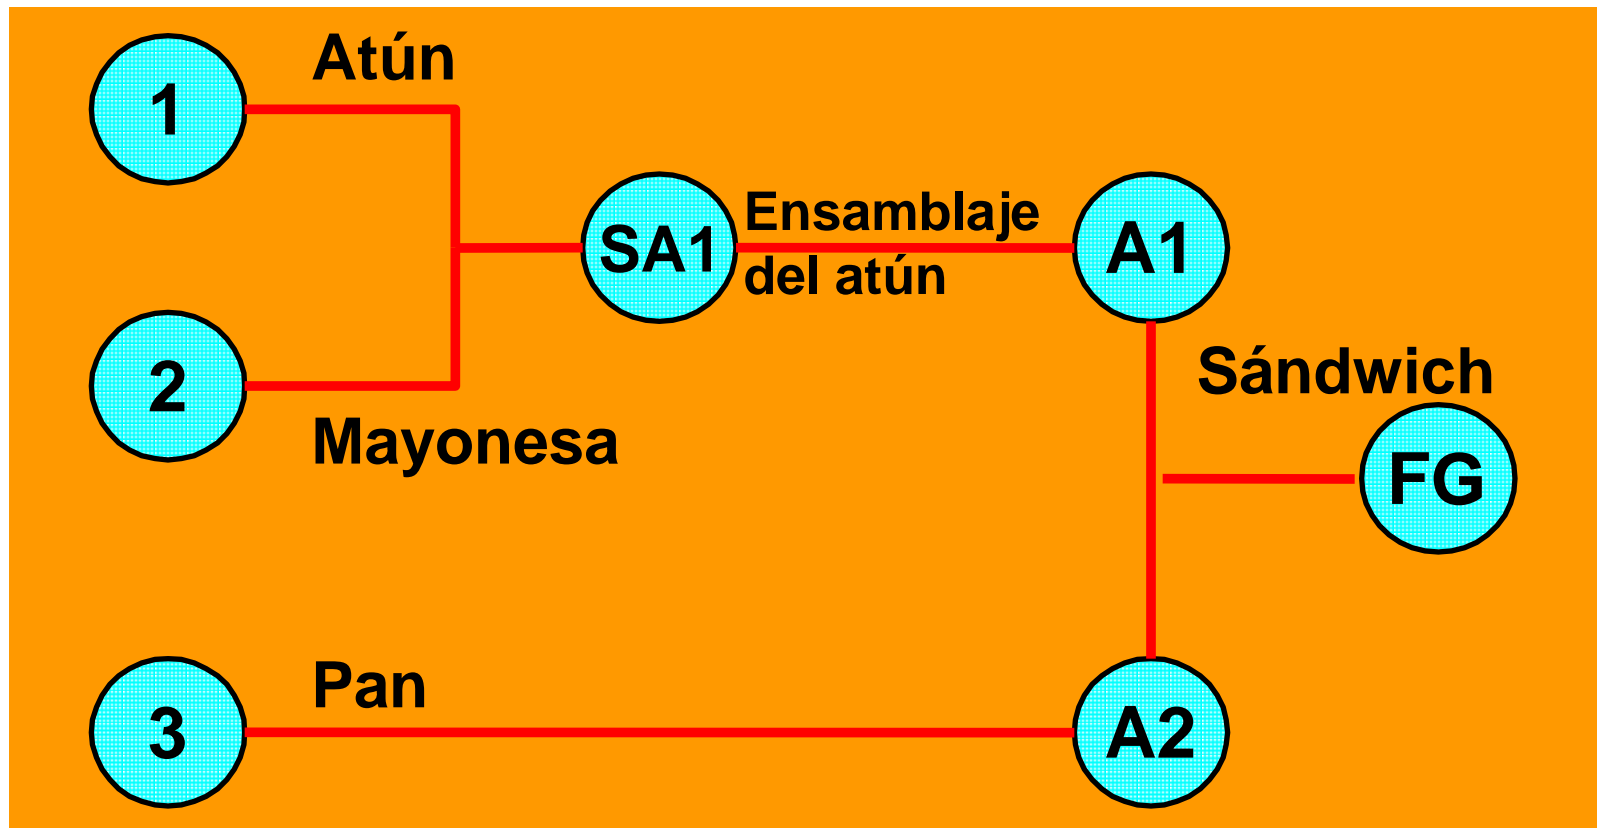 Atún
1
Ensamblaje
SA1
A1
del atún
2
Mayonesa
Sándwich
FG
Pan
3
A2